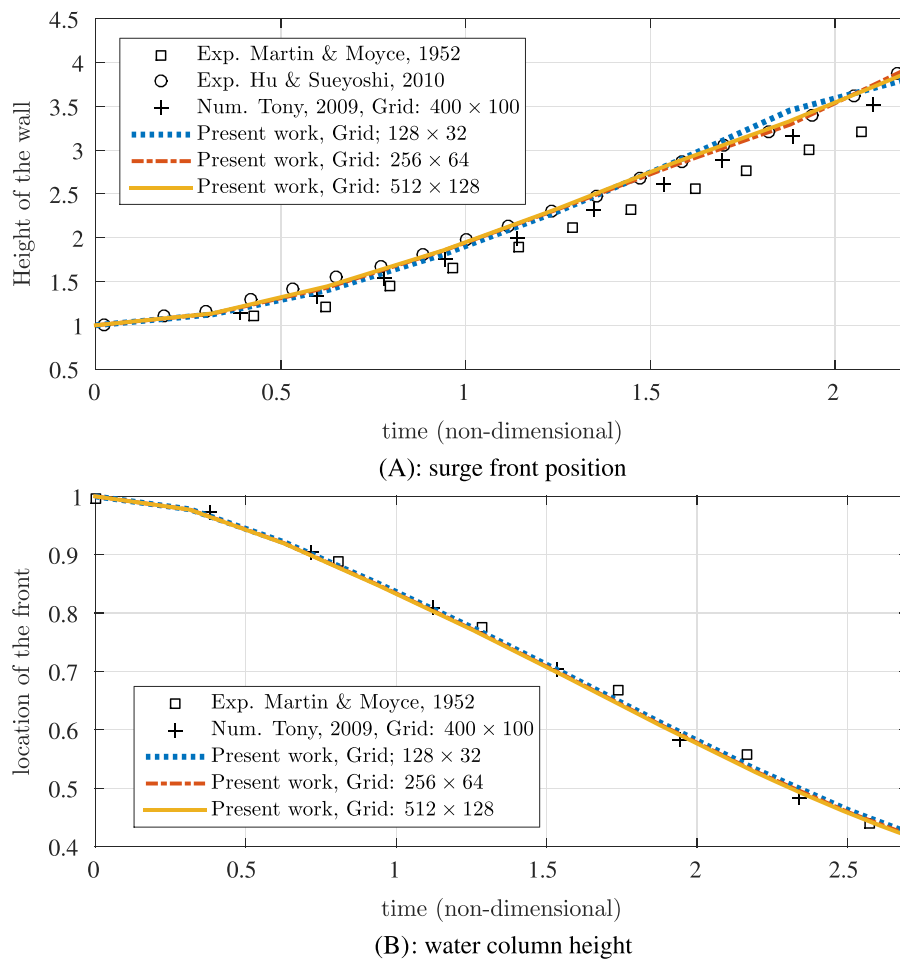 4.5
4
3.5
3
2.5
2
1.5
1
0.5
Height of the wall
Exp. Martin & Moyce, 1952
Exp. Hu & Sueyoshi, 2010
Num. Tony, 2009, Grid: 400 × 100
Present work, Grid; 128 × 32
Present work, Grid: 256 × 64
Present work, Grid: 512 × 128
0 0.5 1 1.5 2
time (non-dimensional)
(A): surge front position
1
0.9
0.8
0.7
0.6
0.5
0.4
location of the front
Exp. Martin & Moyce, 1952
Num. Tony, 2009, Grid: 400 × 100
Present work, Grid; 128 × 32
Present work, Grid: 256 × 64
Present work, Grid: 512 × 128
0 0.5 1 1.5 2 2.5
time (non-dimensional)
(B): water column height